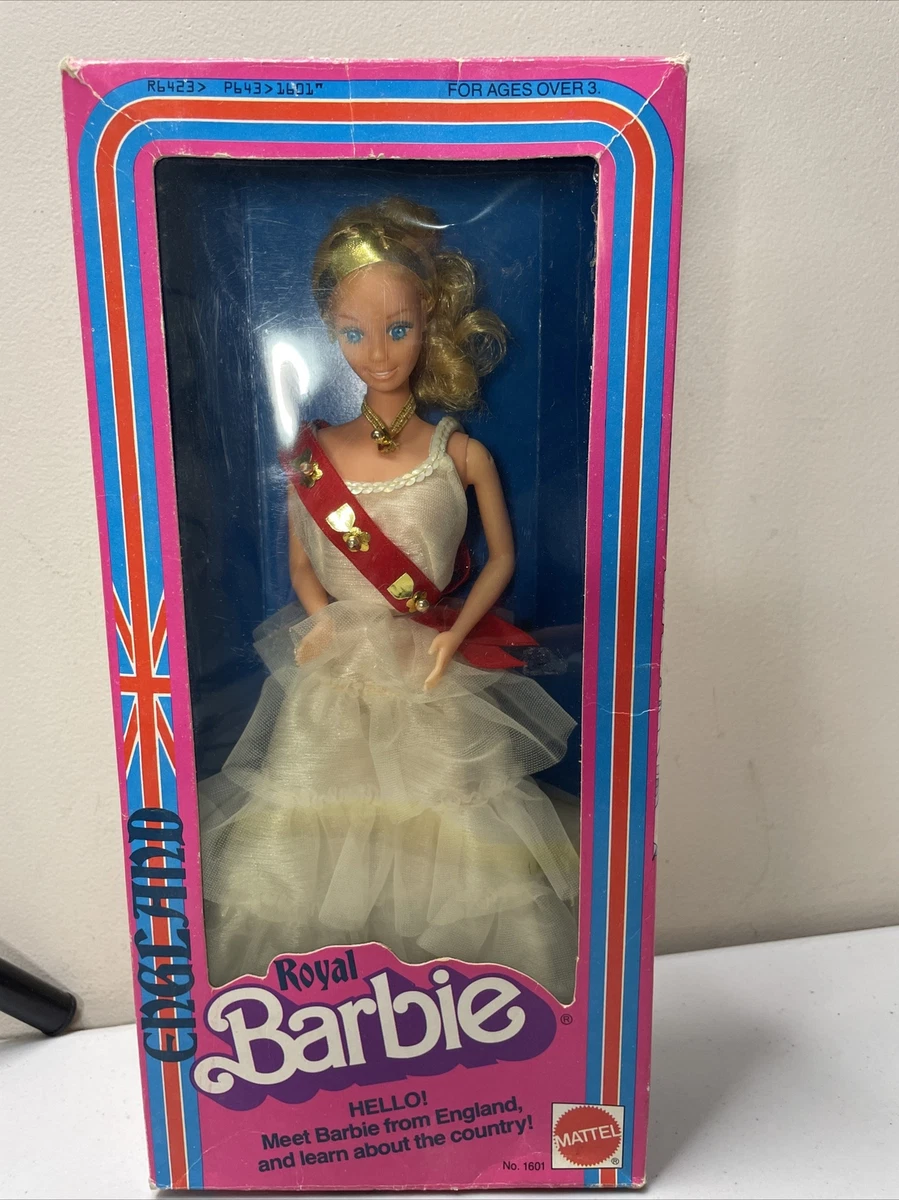 R6423> P643>1601"
FOR AGES OVER 3.
ENGLAND
Royal
Barbie®
HELLO!
Meet Barbie from England,
and learn about the country!
No. 1601
MATTEL®